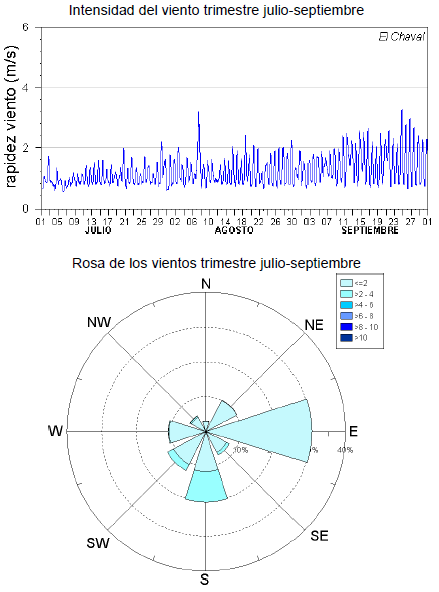 Intensidad del viento trimestre julio-septiembre
6
Chaval
4
2
0
rapidez viento (m/s)
01 05 09 13 17 21 25 29 02 06 10 14 18 22 26 30 03 07 11 15 19 23 27 01
JULIO AGOSTO SEPTIEMBRE
Rosa de los vientos trimestre julio-septiembre
<=2
>2 - 4
>4 - 6
>6 - 8
>8 - 10
>10
N
NW NE
W E
10% 40%
SW SE
S